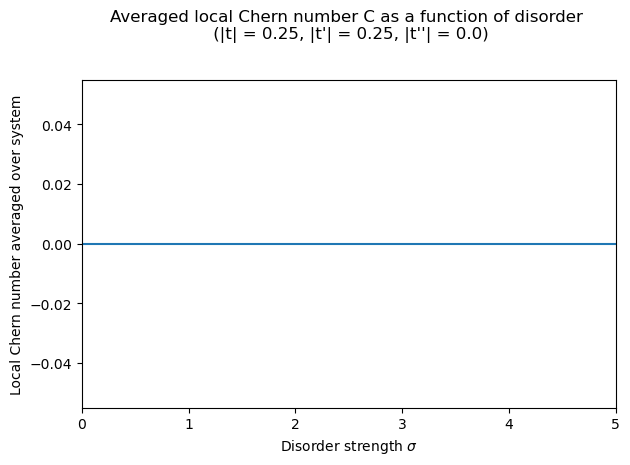 Averaged local Chern number C as a function of disorder
(|t| = 0.25, |t'| = 0.25, |t''| = 0.0)
Local Chern number averaged over system
0.04
0.02
0.00
−0.02
−0.04
0 1 2 3 4 5
Disorder strength σ